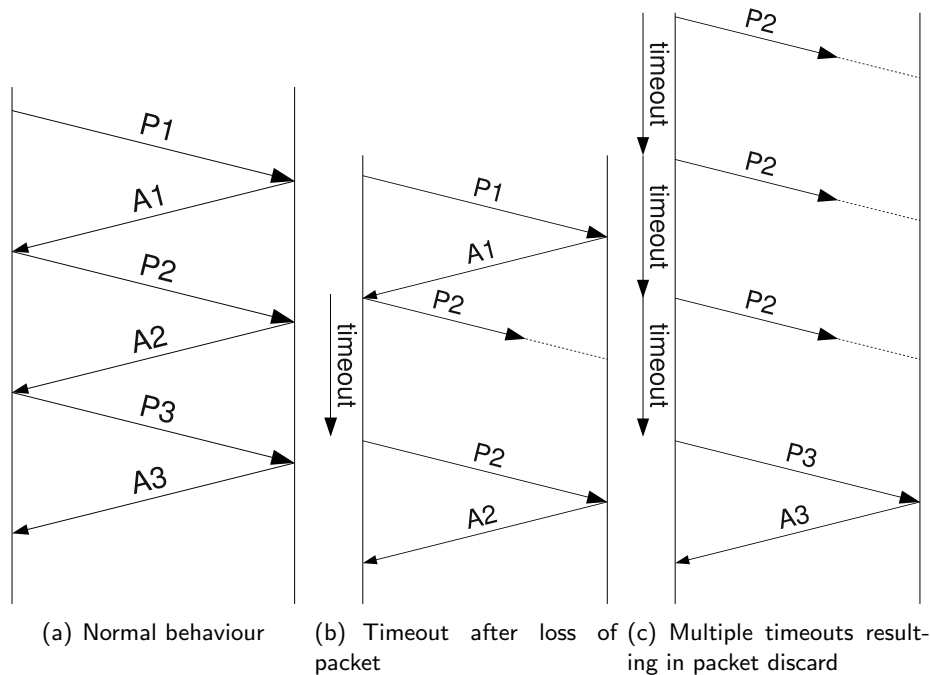 P1
A1
P2
A2
P3
A3
(a) Normal behaviour
P1
A1
P2
timeout
P2
A2
(b) Timeout after loss of
packet
P2
timeout
P2
timeout
P2
timeout
P3
A3
(c) Multiple timeouts result-
ing in packet discard